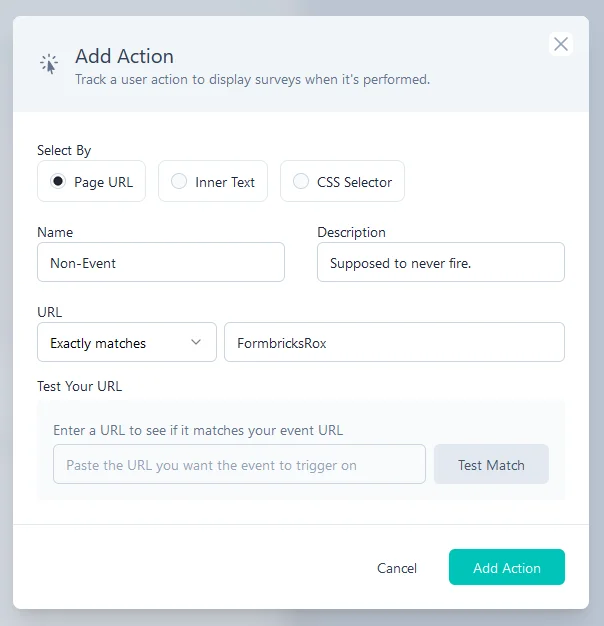 Add Action
Track a user action to display surveys when it's performed.
Select By
Page URL
Inner Text
CSS Selector
Name
Description
Non-Event
Supposed to never fire.
URL
Exactly matches
FormbricksRox
Test Your URL
Enter a URL to see if it matches your event URL
Paste the URL you want the event to trigger on
Test Match
Cancel
Add Action